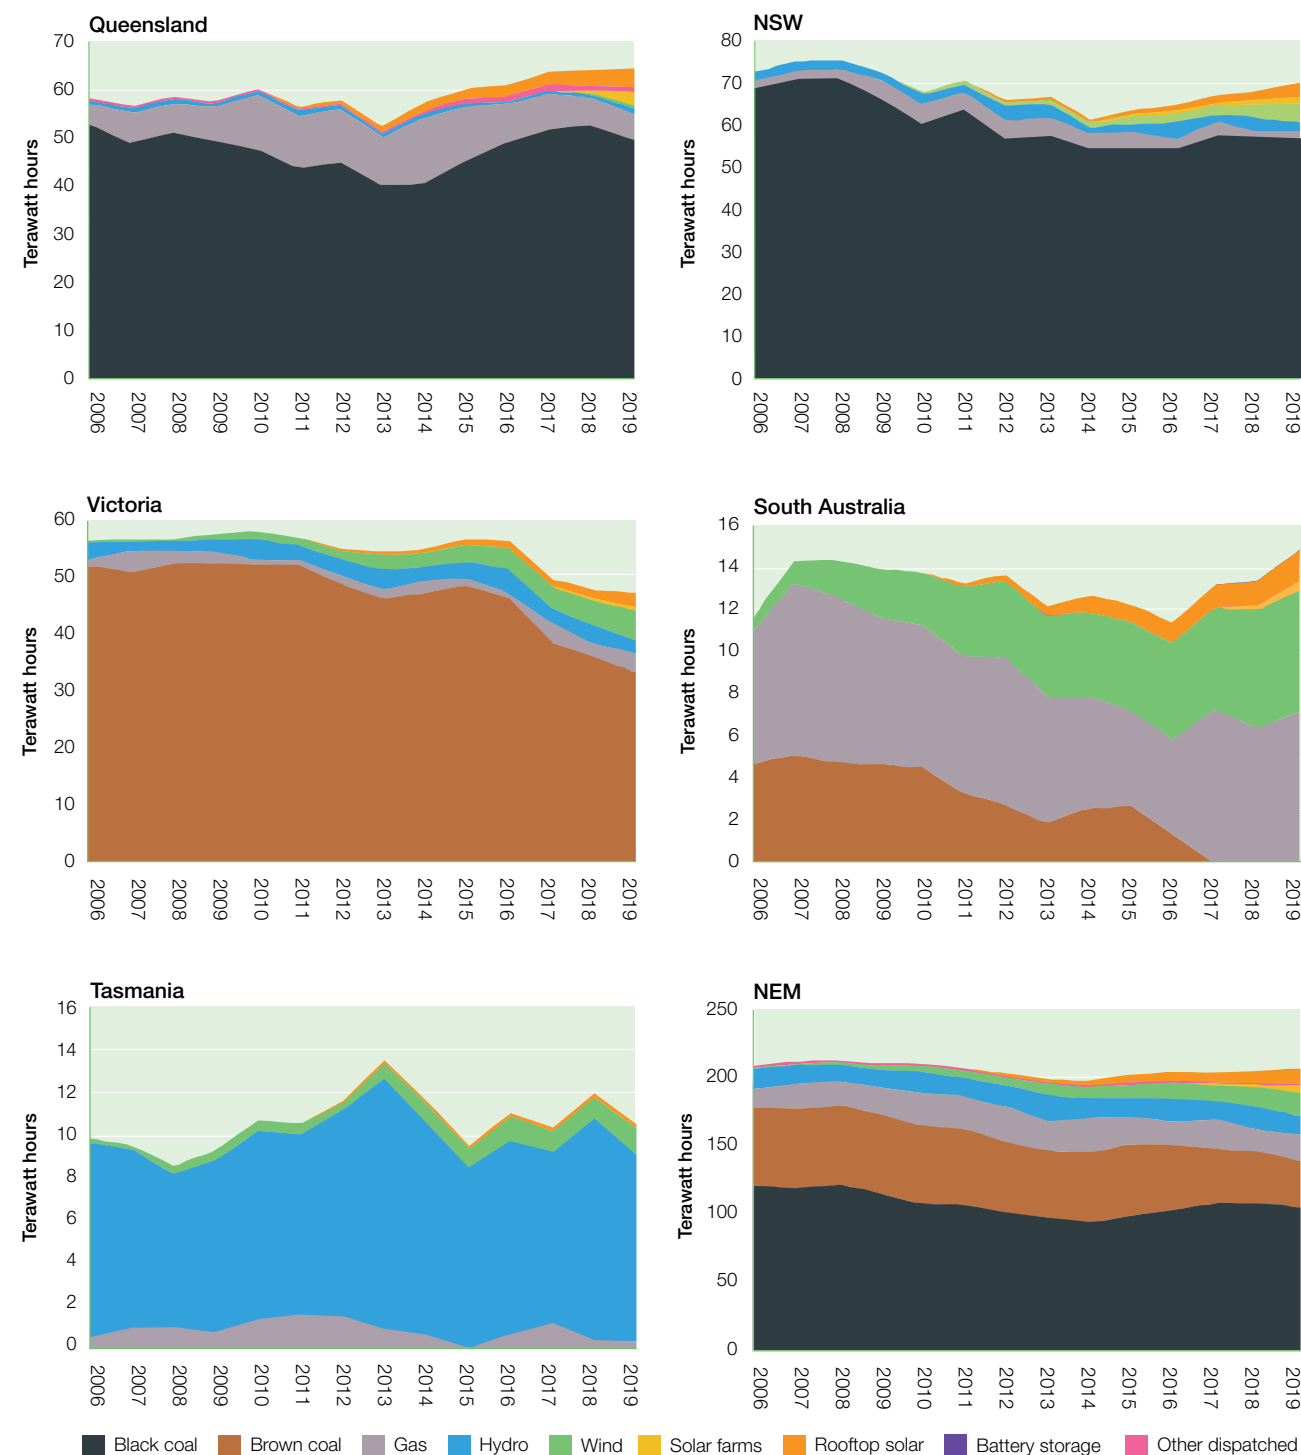 Queensland
70
60
50
40
30
20
10
0
Terawatt hours
2006 2007 2008 2009 2010 2011 2012 2013 2014 2015 2016 2017 2018 2019
NSW
80
70
60
50
40
30
20
10
0
Terawatt hours
2006 2007 2008 2009 2010 2011 2012 2013 2014 2015 2016 2017 2018 2019
Victoria
60
50
40
30
20
10
0
Terawatt hours
2006 2007 2008 2009 2010 2011 2012 2013 2014 2015 2016 2017 2018 2019
South Australia
16
14
12
10
8
6
4
2
0
Terawatt hours
2006 2007 2008 2009 2010 2011 2012 2013 2014 2015 2016 2017 2018 2019
Tasmania
16
14
12
10
8
6
4
2
0
Terawatt hours
2006 2007 2008 2009 2010 2011 2012 2013 2014 2015 2016 2017 2018 2019
NEM
250
200
150
100
50
0
Terawatt hours
2006 2007 2008 2009 2010 2011 2012 2013 2014 2015 2016 2017 2018 2019
Black coal Brown coal Gas Hydro Wind Solar farms Rooftop solar Battery storage Other dispatched